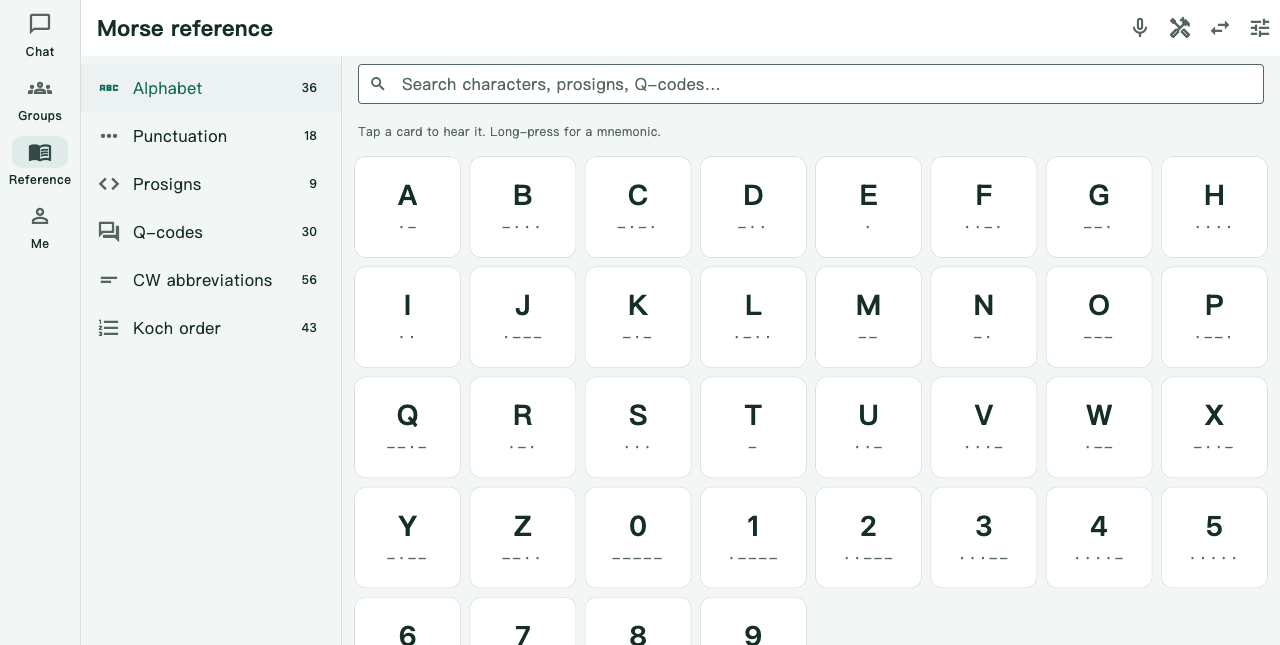 Chat
Groups
Reference
Me
Morse reference
ABC Alphabet 36
Punctuation 18
Prosigns 9
Q-codes 30
CW abbreviations 56
Koch order 43
Search characters, prosigns, Q-codes...
Tap a card to hear it. Long-press for a mnemonic.
A B C D E F G H
·− −··· −·−· −·· · ··−· −−· ····
I J K L M N O P
·· ·−−− −·− ·−·· −− −· −−− ·−−·
Q R S T U V W X
−−·− ·−· ··· − ··− ···− ·−− −··−
Y Z 0 1 2 3 4 5
−·−− −−·· −−−−− ·−−−− ··−−− ···−− ····− ·····
6 7 8 9